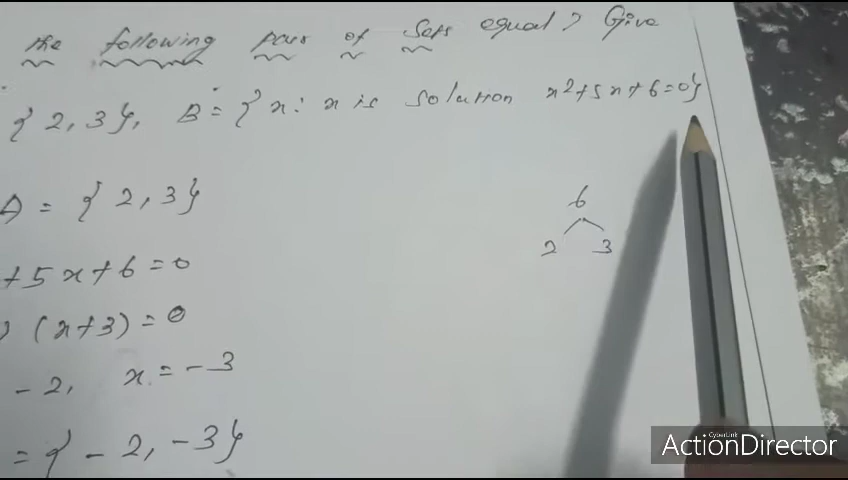 the following pair of Sets equal? Give
{2,3}, B = {x: x is solution x2+5x+6=0}
6
2 3
A = {2,3}
+5x+6=0
) (x+3)=0
-2, x=-3
={-2,-3}
CyberLink
ActionDirector